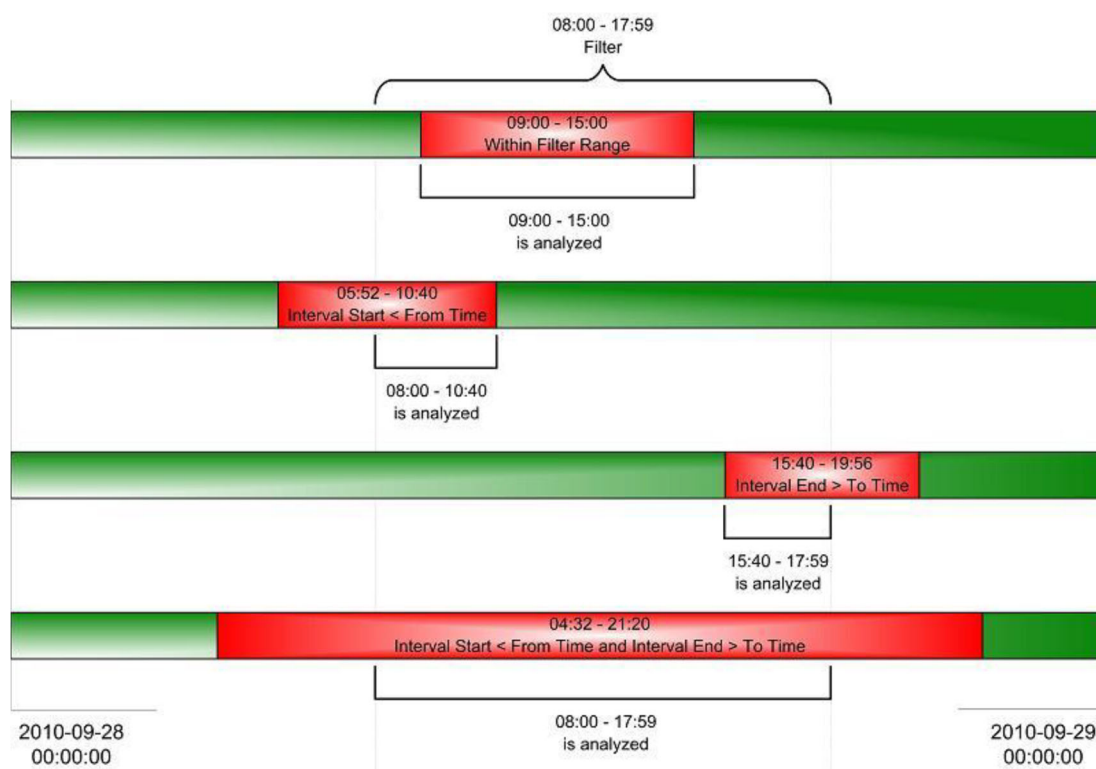 08:00 - 17:59
Filter
09:00 - 15:00
Within Filter Range
09:00 - 15:00
is analyzed
05:52 - 10:40
Interval Start < From Time
08:00 - 10:40
is analyzed
15:40 - 19:56
Interval End > To Time
15:40 - 17:59
is analyzed
04:32 - 21:20
Interval Start < From Time and Interval End > To Time
08:00 - 17:59
is analyzed
2010-09-28
00:00:00
2010-09-29
00:00:00